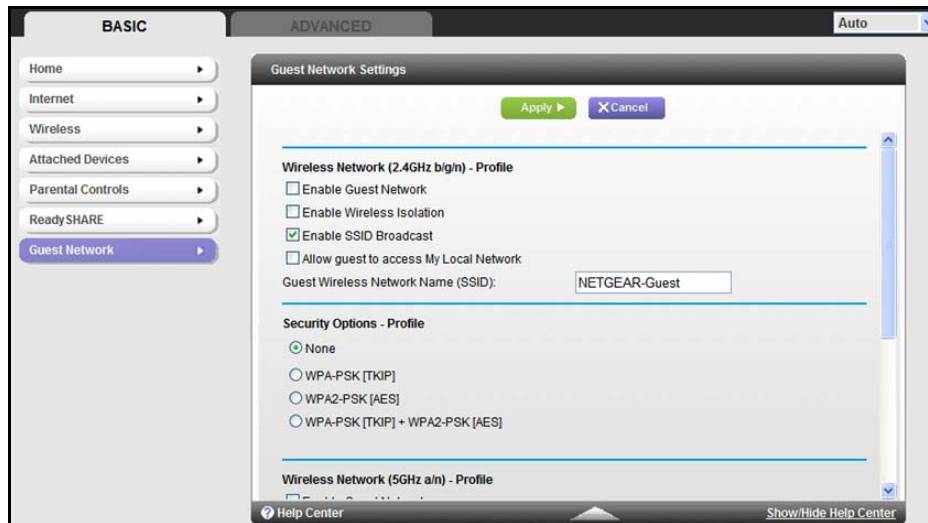 BASIC
ADVANCED
Auto
Home
Internet
Wireless
Attached Devices
Parental Controls
ReadySHARE
Guest Network
Guest Network Settings
Apply
Cancel
Wireless Network (2.4GHz b/g/n) - Profile
Enable Guest Network
Enable Wireless Isolation
Enable SSID Broadcast
Allow guest to access My Local Network
Guest Wireless Network Name (SSID): NETGEAR-Guest
Security Options - Profile
None
WPA-PSK [TKIP]
WPA2-PSK [AES]
WPA-PSK [TKIP] + WPA2-PSK [AES]
Wireless Network (5GHz a/n) - Profile
Help Center
Show/Hide Help Center